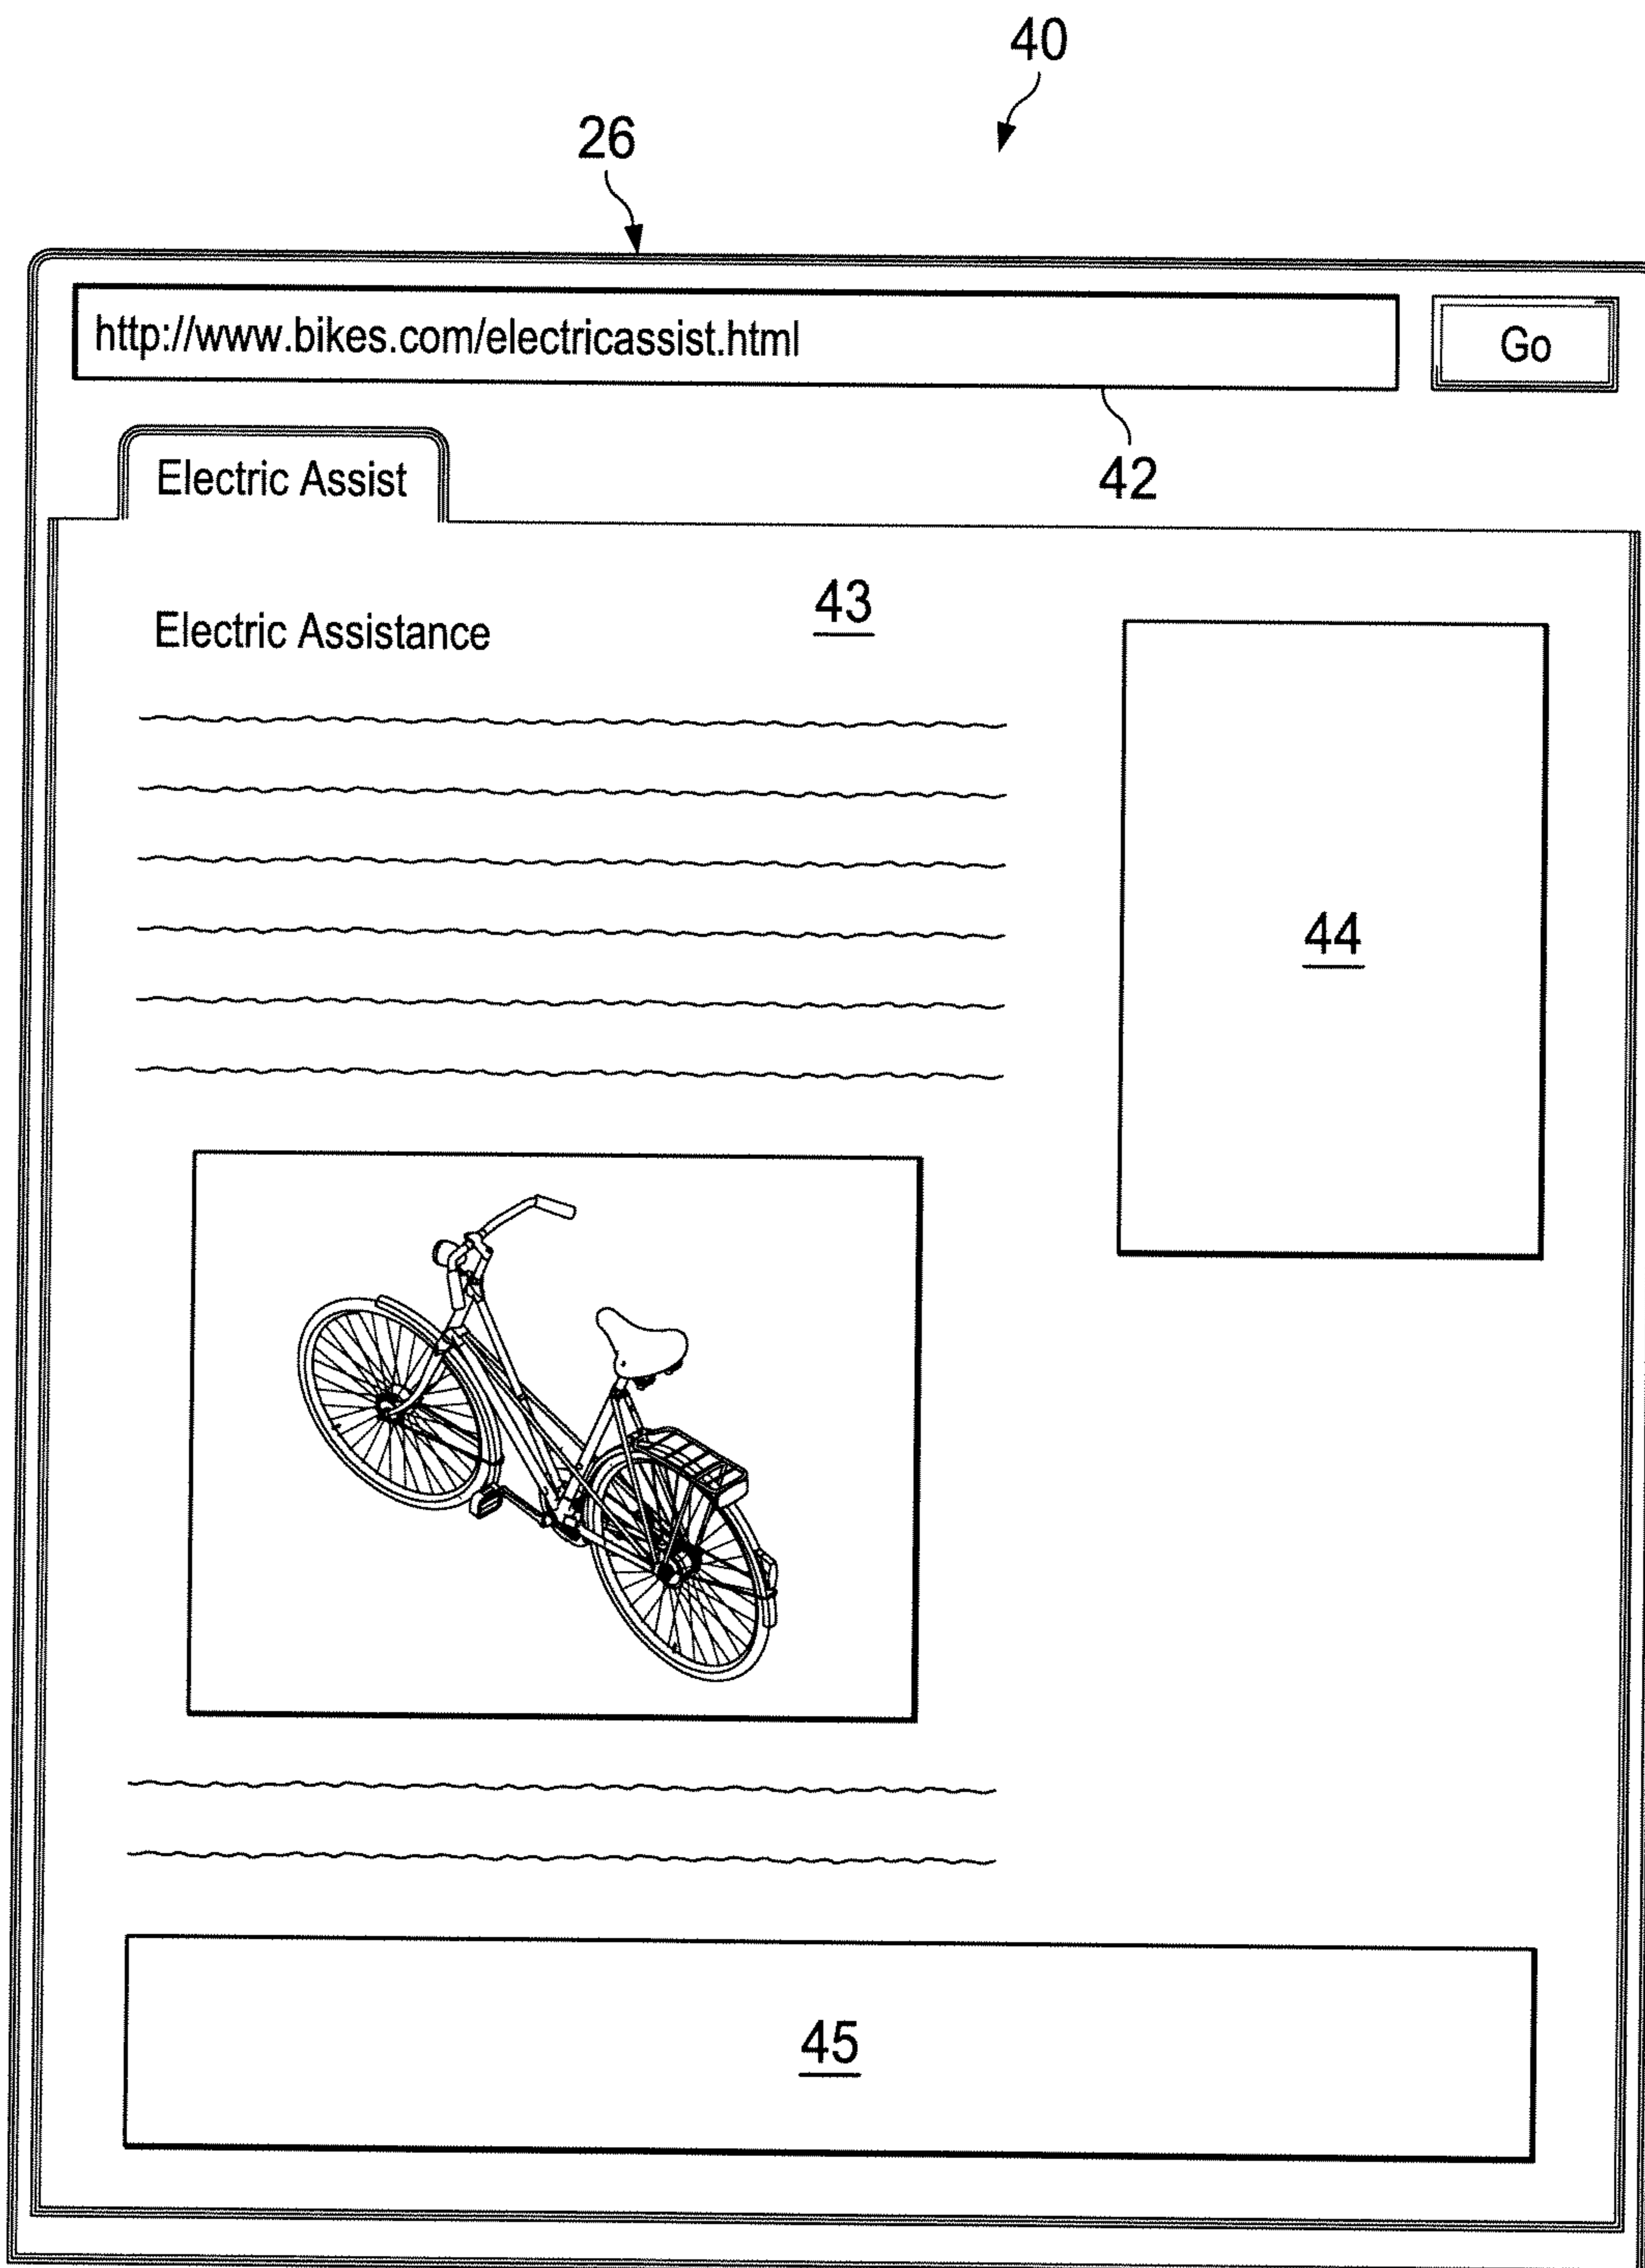 40
26
http://www.bikes.com/electricassist.html
Go
42
Electric Assist
43
Electric Assistance
44
45